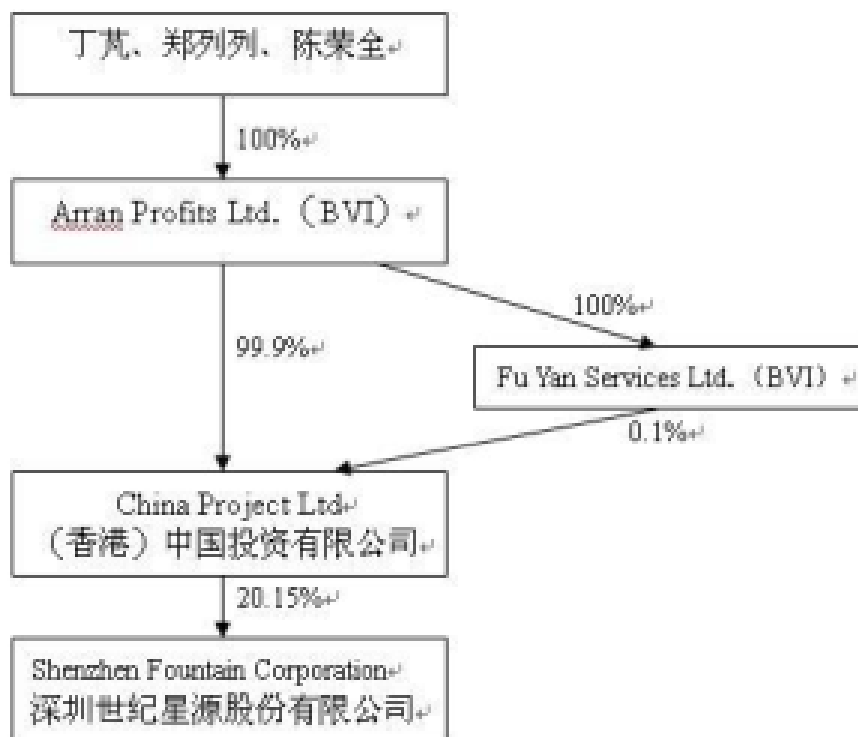 丁芃、郑列列、陈荣全
100%
Arran Profits Ltd.（BVI）
100%
99.9%
Fu Yan Services Ltd.（BVI）
0.1%
China Project Ltd
（香港）中国投资有限公司
20.15%
Shenzhen Fountain Corporation
深圳世纪星源股份有限公司